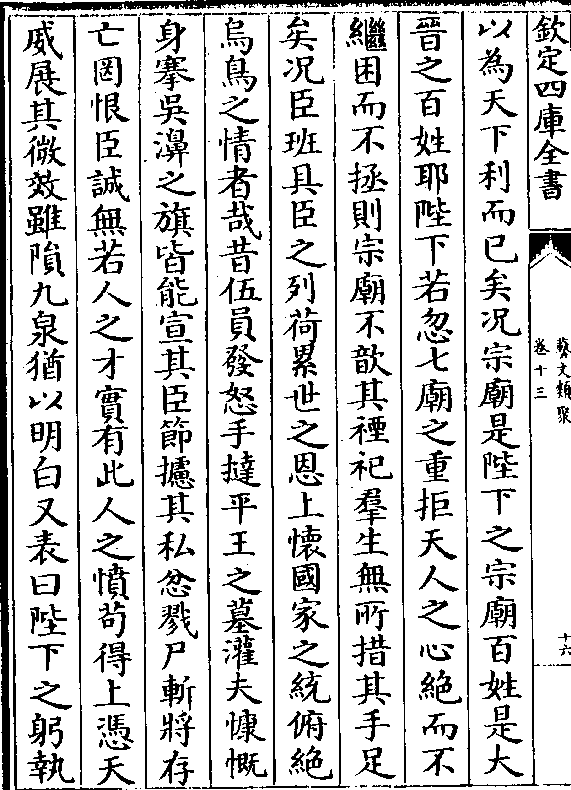 欽定四庫全書
藝文類聚
卷十三
十六
以為天下利而已矣况宗廟是陛下之宗廟百姓是大
晉之百姓耶陛下若忽七廟之重拒天人之心絶而不
繼困而不拯則宗廟不歆其禋祀羣生無所措其手足
矣况臣班具臣之列荷累世之恩上懷國家之統俯絶
烏鳥之情者哉昔伍員發怒手撻平王之墓灌夫慷慨
身搴吳濞之旗皆能宣其臣節攄其私忿戮尸斬將存
亡罔恨臣誠無若人之才實有此人之憤茍得上憑天
威展其微效雖隕九泉猶以明白又表曰陛下之躬執